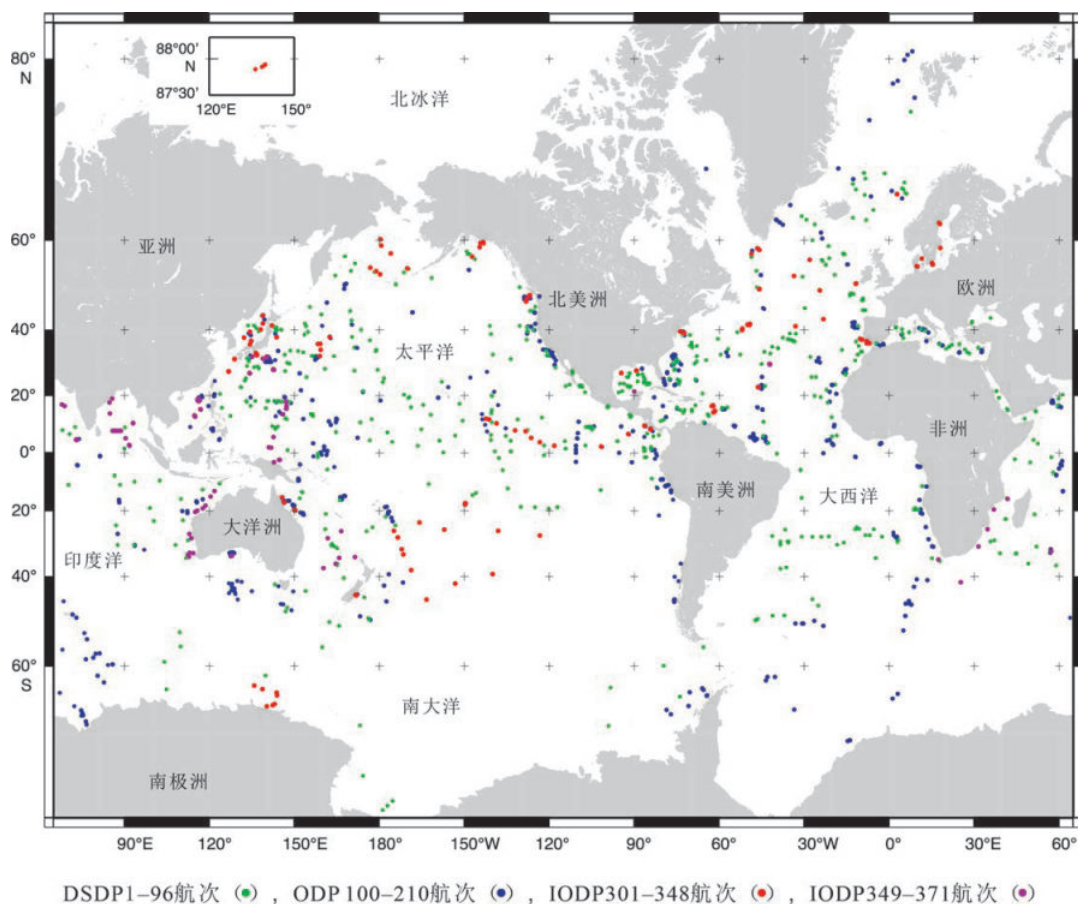 88°00′
N
87°30′
120°E 150°
80°
N
北冰洋
亚洲
60°
北美洲
欧洲
40°
太平洋
20°
非洲
0°
南美洲
大西洋
20°
大洋洲
印度洋
40°
60°
S
南大洋
南极洲
90°E 120° 150°E 180° 150°W 120° 90° 60° 30°W 0° 30°E 60°
DSDP1–96航次（●），ODP 100–210航次（●），IODP301–348航次（●），IODP349–371航次（●）